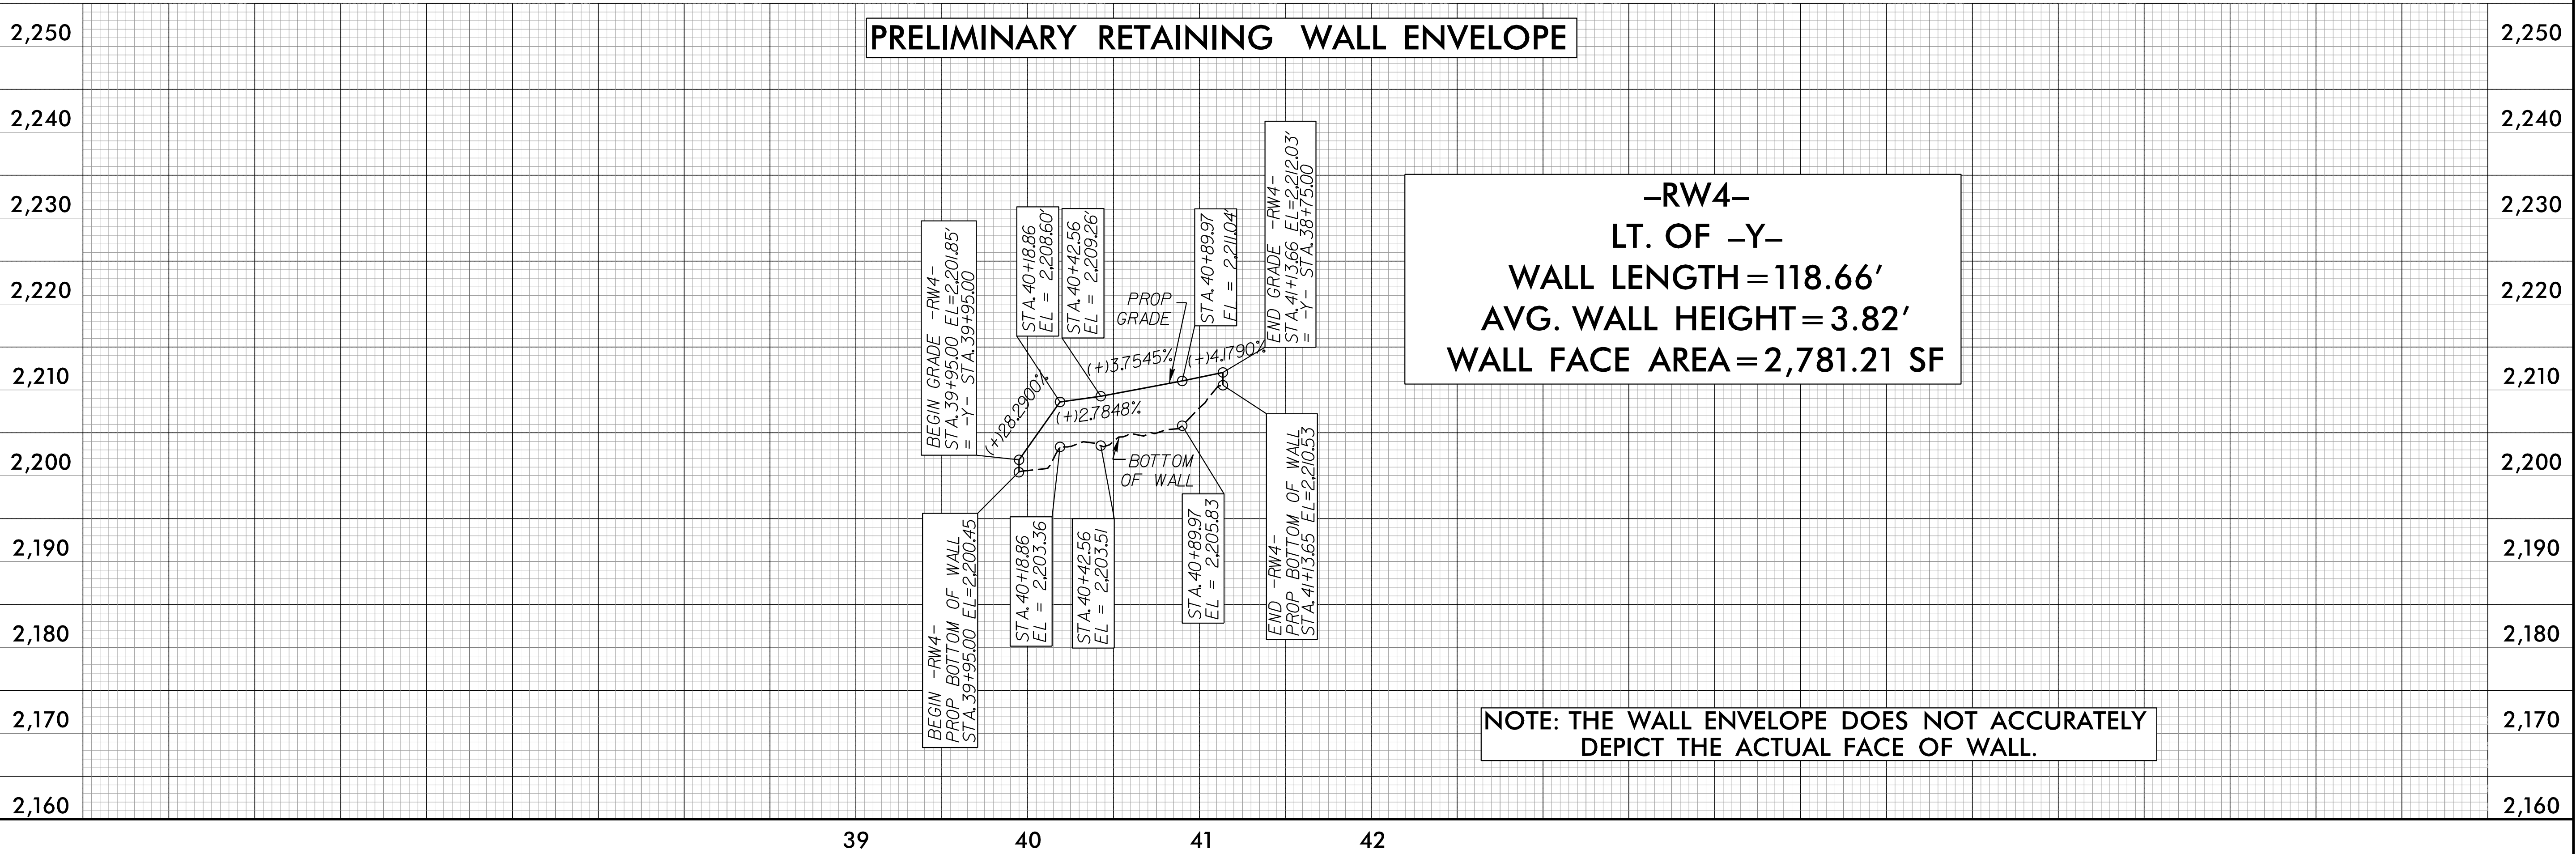 PRELIMINARY RETAINING WALL ENVELOPE
2,250
2,240
2,230
2,220
2,210
2,200
2,190
2,180
2,170
2,160
BEGIN GRADE -RW4-
STA.39+95.00 EL=2,201.85'
= -Y- STA.39+95.00
STA.40+18.86
EL = 2,208.60'
STA.40+42.56
EL = 2,209.26'
PROP
GRADE
STA.40+89.97
EL = 2,211.04'
END GRADE -RW4-
STA.41+13.66 EL=2,212.03'
= -Y- STA.38+75.00
(+)28.2900%
(+)2.7848%
(+)3.7545%
(+)4.1790%
BOTTOM
OF WALL
BEGIN -RW4-
PROP BOTTOM OF WALL
STA.39+95.00 EL=2,200.45
STA.40+18.86
EL = 2,203.36
STA.40+42.56
EL = 2,203.51
STA.40+89.97
EL = 2,205.83
END -RW4-
PROP BOTTOM OF WALL
STA.41+13.65 EL=2,210.53
–RW4–
LT. OF –Y–
WALL LENGTH=118.66'
AVG. WALL HEIGHT=3.82'
WALL FACE AREA=2,781.21 SF
NOTE: THE WALL ENVELOPE DOES NOT ACCURATELY
DEPICT THE ACTUAL FACE OF WALL.
2,250
2,240
2,230
2,220
2,210
2,200
2,190
2,180
2,170
2,160
39 40 41 42